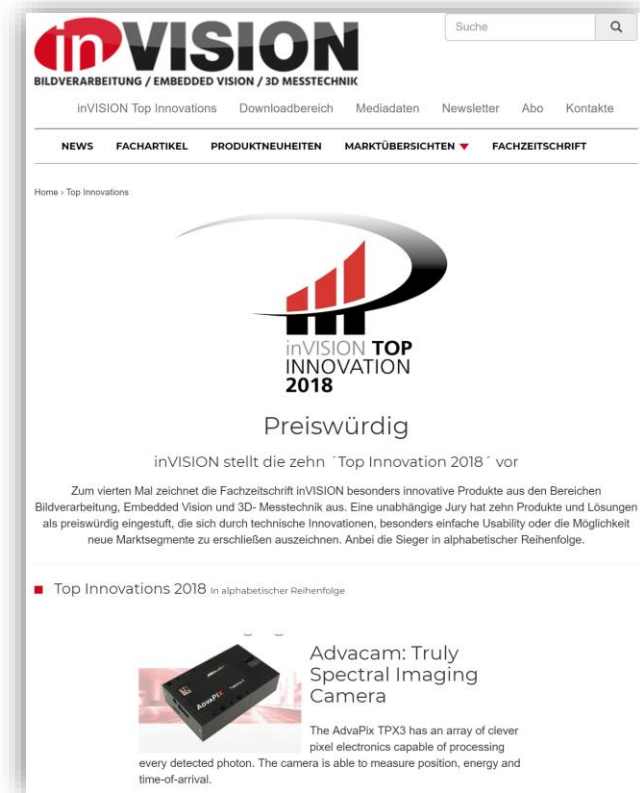 inVISION
BILDVERARBEITUNG / EMBEDDED VISION / 3D MESSTECHNIK
Suche
inVISION Top Innovations Downloadbereich Mediadaten Newsletter Abo Kontakte
NEWS FACHARTIKEL PRODUKTNEUHEITEN MARKTÜBERSICHTEN FACHZEITSCHRIFT
Home › Top Innovations
inVISION TOP
INNOVATION
2018
Preiswürdig
inVISION stellt die zehn ´Top Innovation 2018´ vor
Zum vierten Mal zeichnet die Fachzeitschrift inVISION besonders innovative Produkte aus den Bereichen
Bildverarbeitung, Embedded Vision und 3D- Messtechnik aus. Eine unabhängige Jury hat zehn Produkte und Lösungen
als preiswürdig eingestuft, die sich durch technische Innovationen, besonders einfache Usability oder die Möglichkeit
neue Marktsegmente zu erschließen auszeichnen. Anbei die Sieger in alphabetischer Reihenfolge.
Top Innovations 2018 In alphabetischer Reihenfolge
Advacam: Truly
Spectral Imaging
Camera
AdvaPIX
The AdvaPix TPX3 has an array of clever
pixel electronics capable of processing
every detected photon. The camera is able to measure position, energy and
time-of-arrival.